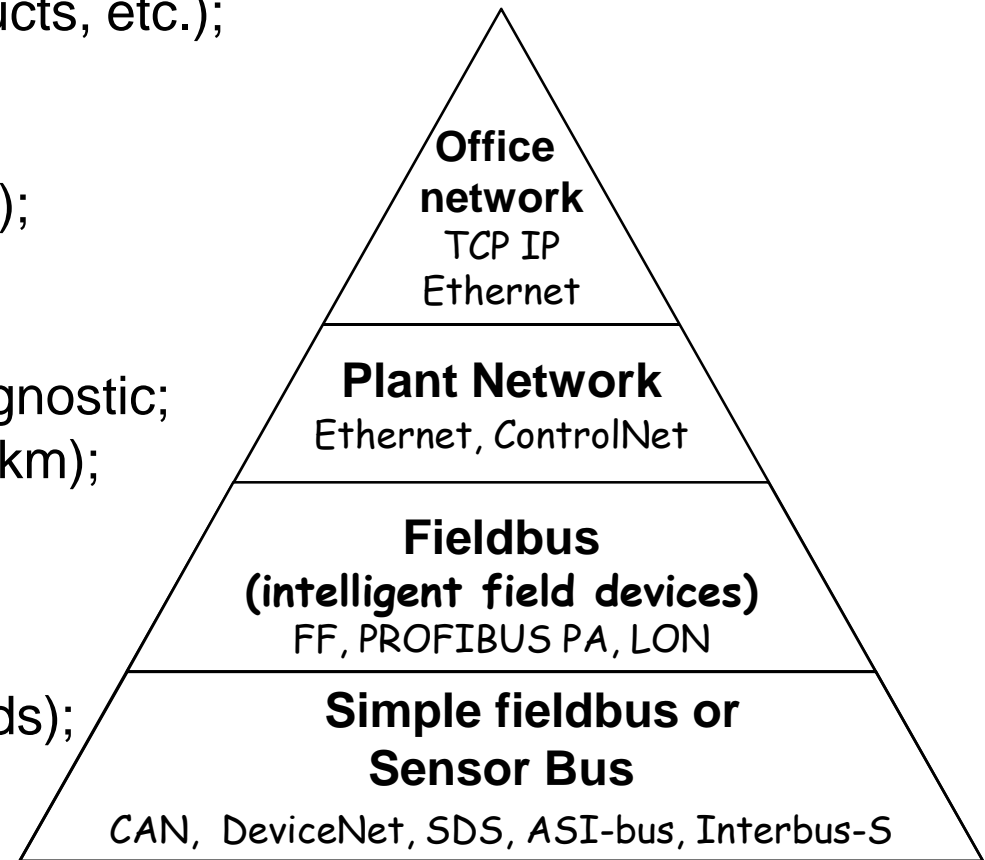 ucts, etc.);
Office
network
);
TCP IP
Ethernet
Plant Network
gnostic;
Ethernet, ControlNet
km);
Fieldbus
(intelligent field devices)
FF, PROFIBUS PA, LON
Simple fieldbus or
ds);
Sensor Bus
CAN, DeviceNet, SDS, ASI-bus, Interbus-S